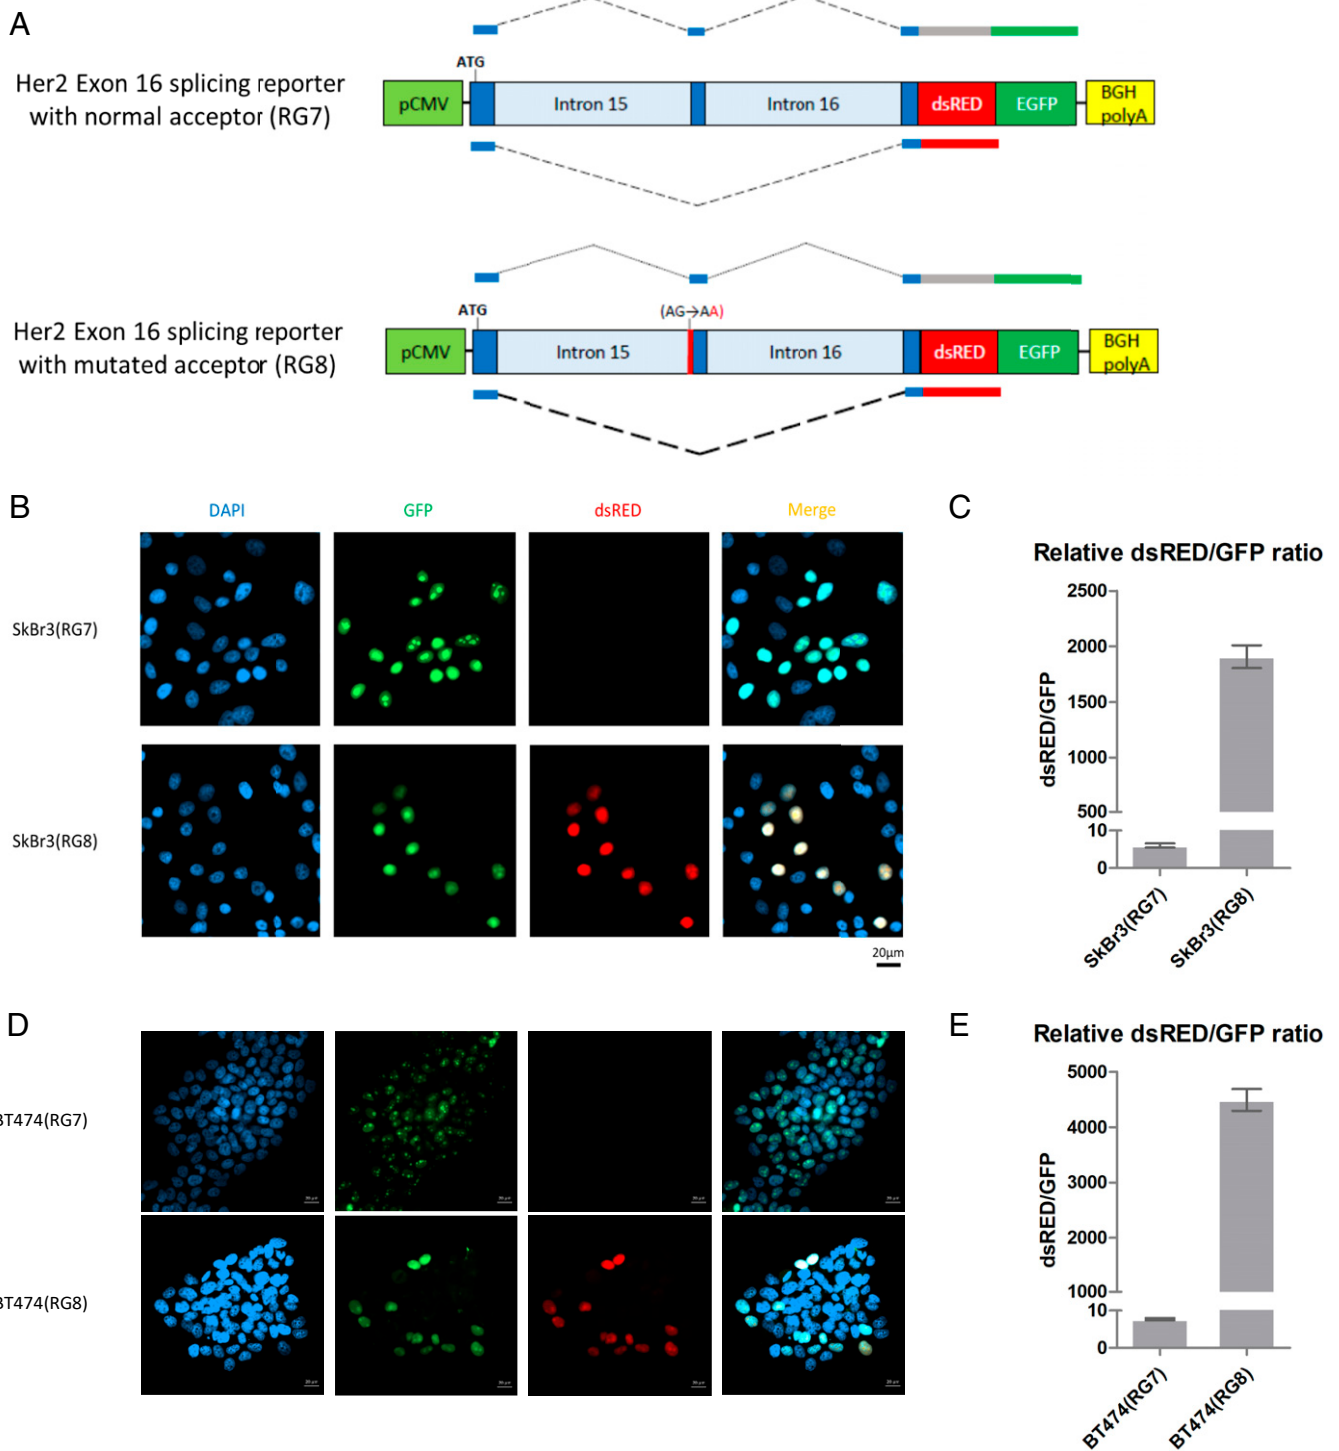 A
Her2 Exon 16 splicing reporter
with normal acceptor (RG7)
ATG
pCMV
Intron 15
Intron 16
dsRED
EGFP
BGH
polyA
Her2 Exon 16 splicing reporter
with mutated acceptor (RG8)
ATG
(AG→AA)
pCMV
Intron 15
Intron 16
dsRED
EGFP
BGH
polyA
B
DAPI
GFP
dsRED
Merge
SkBr3(RG7)
SkBr3(RG8)
20µm
C
Relative dsRED/GFP ratio
dsRED/GFP
2500
2000
1500
1000
500
10
0
SkBr3(RG7)
SkBr3(RG8)
D
BT474(RG7)
BT474(RG8)
E
Relative dsRED/GFP ratio
dsRED/GFP
5000
4000
3000
2000
1000
10
0
BT474(RG7)
BT474(RG8)